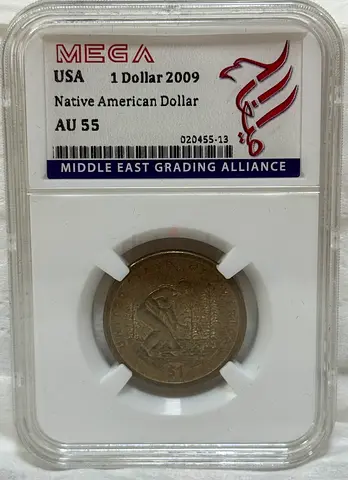 MEGA
USA 1 Dollar 2009
Native American Dollar
AU 55
020455-13
MIDDLE EAST GRADING ALLIANCE
$1